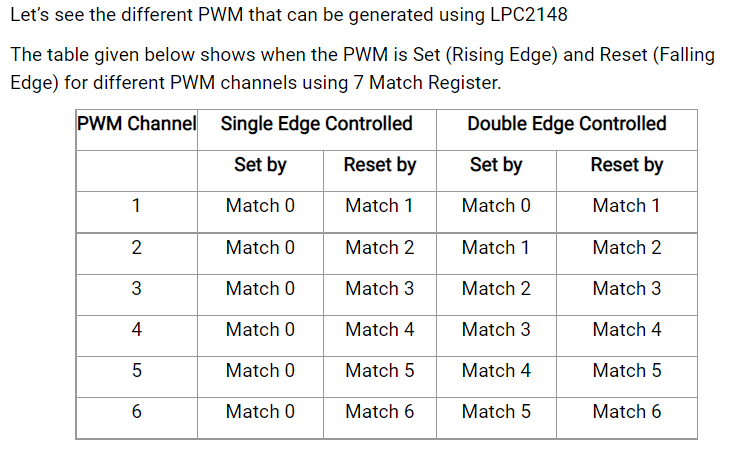 Let's see the different PWM that can be generated using LPC2148
The table given below shows when the PWM is Set (Rising Edge) and Reset (Falling
Edge) for different PWM channels using 7 Match Register.
PWM Channel Single Edge Controlled Double Edge Controlled
Set by Reset by Set by Reset by
1 Match 0 Match 1 Match 0 Match 1
2 Match 0 Match 2 Match 1 Match 2
3 Match 0 Match 3 Match 2 Match 3
4 Match 0 Match 4 Match 3 Match 4
5 Match 0 Match 5 Match 4 Match 5
6 Match 0 Match 6 Match 5 Match 6